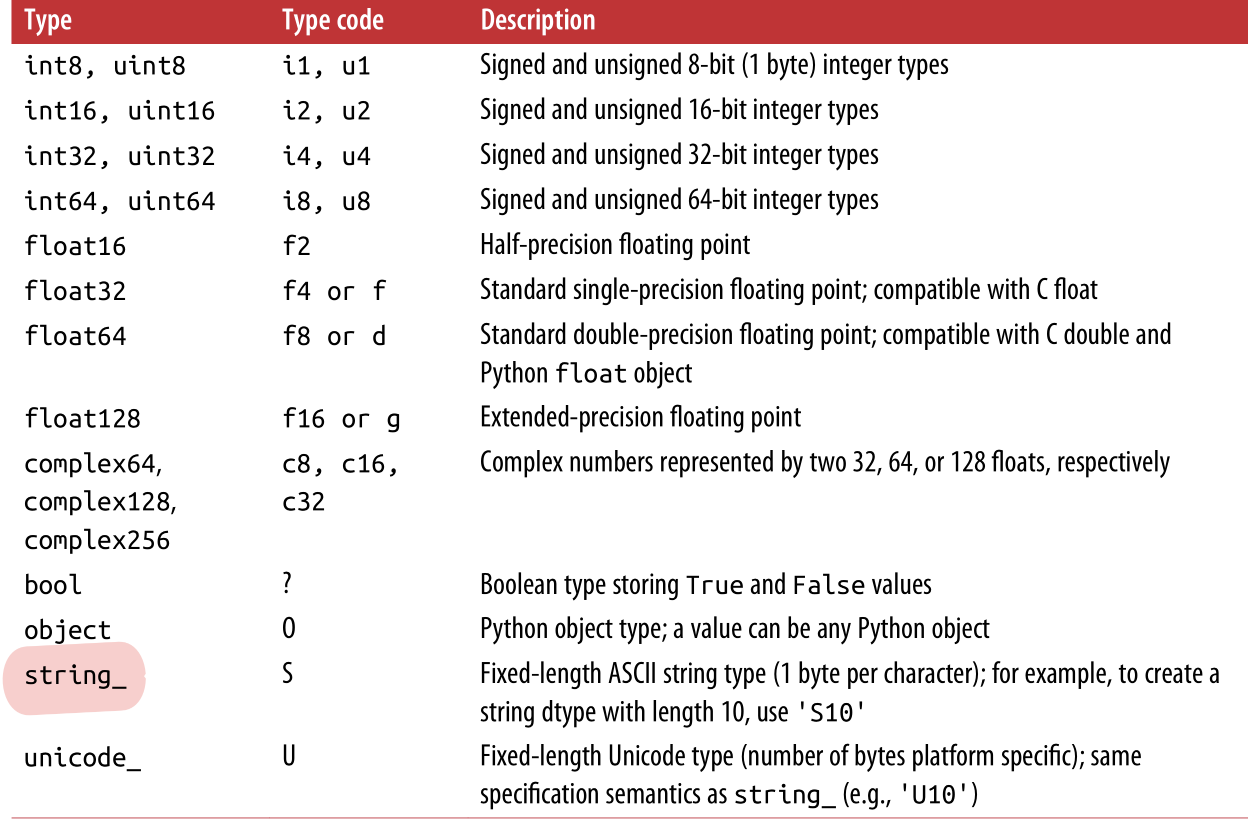 Type Type code Description
int8, uint8 i1, u1 Signed and unsigned 8-bit (1 byte) integer types
int16, uint16 i2, u2 Signed and unsigned 16-bit integer types
int32, uint32 i4, u4 Signed and unsigned 32-bit integer types
int64, uint64 i8, u8 Signed and unsigned 64-bit integer types
float16 f2 Half-precision floating point
float32 f4 or f Standard single-precision floating point; compatible with C float
float64 f8 or d Standard double-precision floating point; compatible with C double and
Python float object
float128 f16 or g Extended-precision floating point
complex64, c8, c16, Complex numbers represented by two 32, 64, or 128 floats, respectively
complex128, c32
complex256
bool ? Boolean type storing True and False values
object O Python object type; a value can be any Python object
string_ S Fixed-length ASCII string type (1 byte per character); for example, to create a
string dtype with length 10, use 'S10'
unicode_ U Fixed-length Unicode type (number of bytes platform specific); same
specification semantics as string_ (e.g., 'U10')